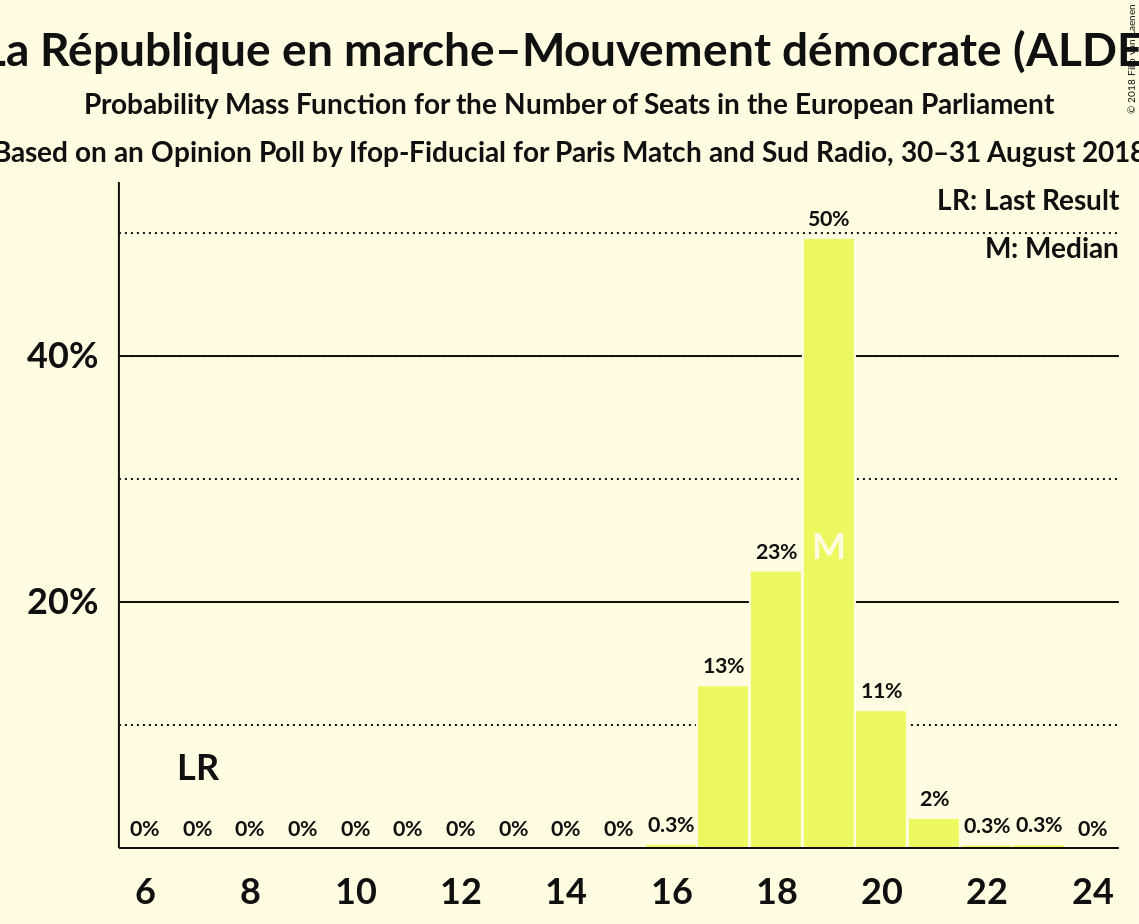 La République en marche–Mouvement démocrate (ALDE
Probability Mass Function for the Number of Seats in the European Parliament
Based on an Opinion Poll by Ifop-Fiducial for Paris Match and Sud Radio, 30–31 August 2018
© 2018 Filip van Laenen
LR: Last Result
M: Median
50%
40%
23%
M
20%
13%
11%
LR
2%
0% 0% 0% 0% 0% 0% 0% 0% 0% 0% 0.3% 0.3% 0.3% 0%
6 8 10 12 14 16 18 20 22 24